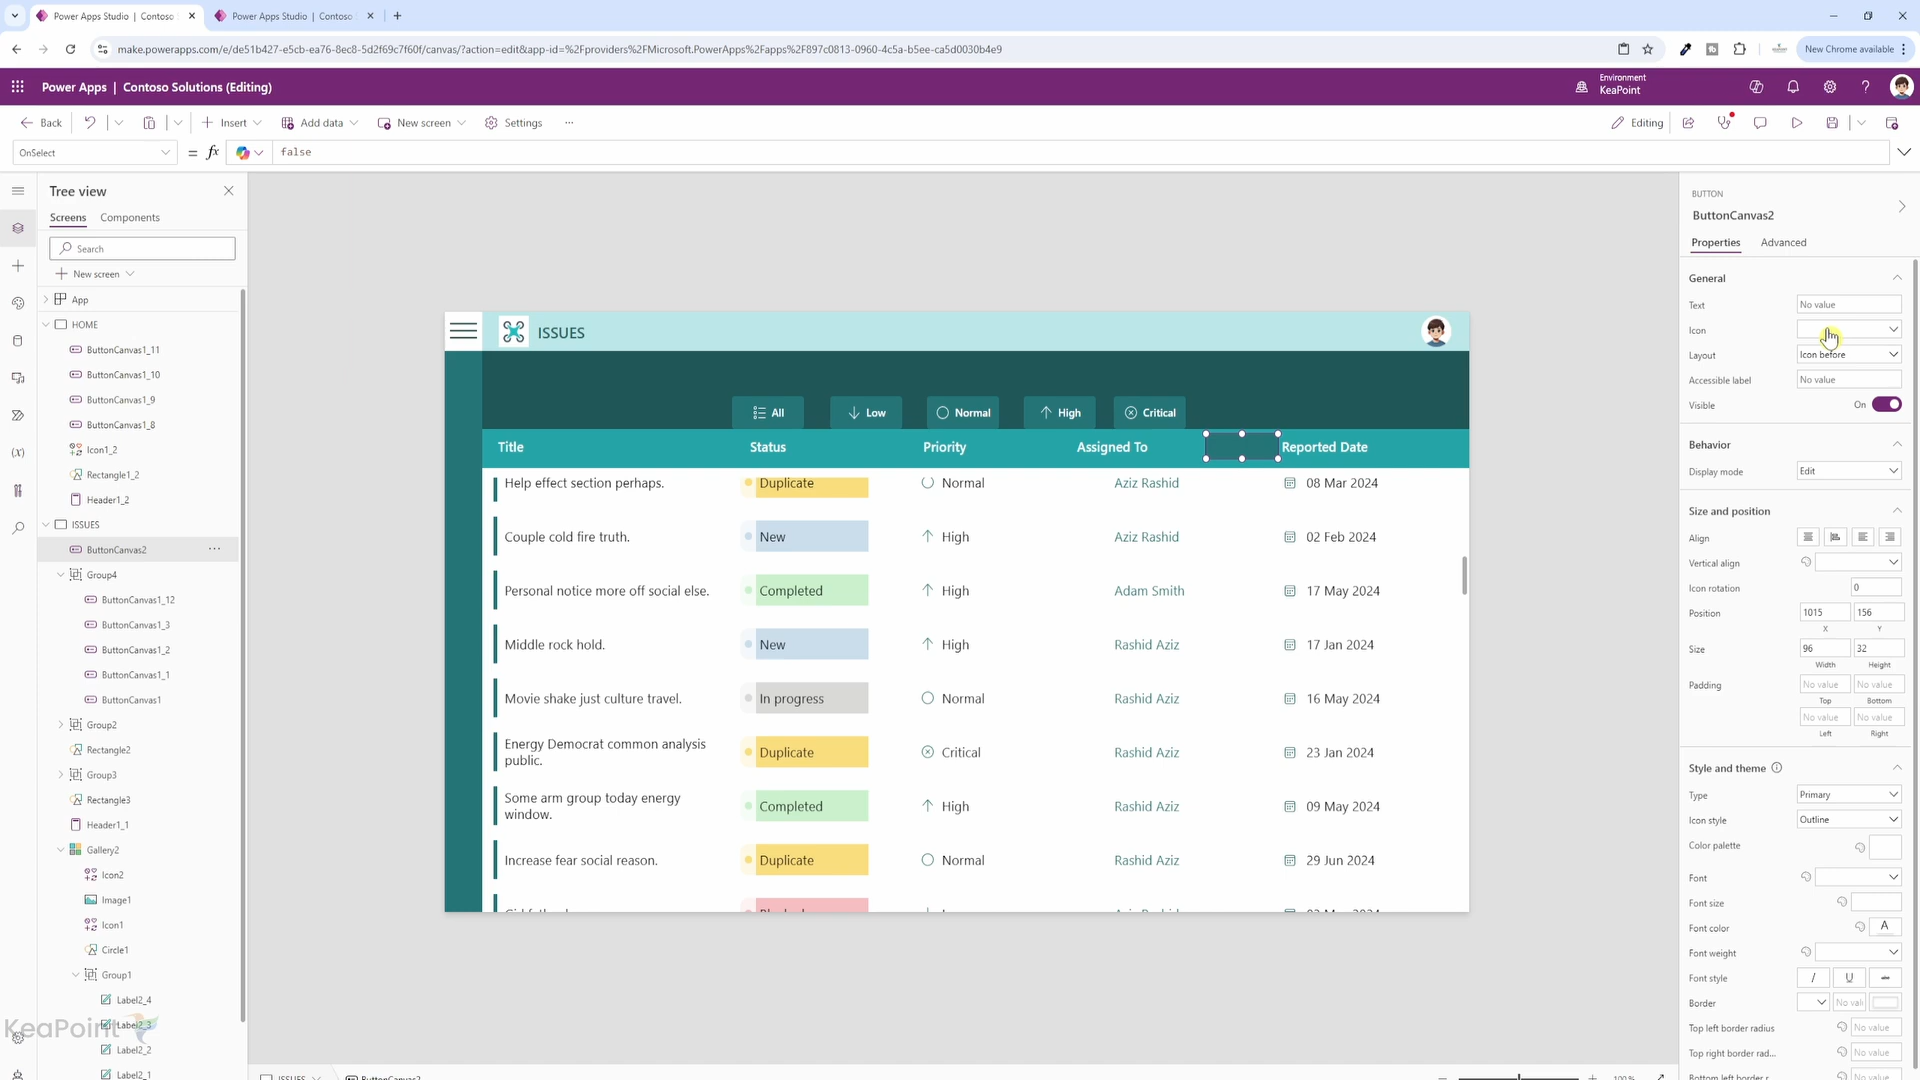 Power Apps Studio | Contoso
Power Apps Studio | Contoso
make.powerapps.com/e/de51b427-e5cb-ea76-8ec8-5d2f69c7f60f/canvas/?action=edit&app-id=%2Fproviders%2FMicrosoft.PowerApps%2Fapps%2F897c0813-0960-4c5a-b5ee-ca5d0030b4e9
New Chrome available
Power Apps | Contoso Solutions (Editing)
Environment
KeaPoint
Back
Insert
Add data
New screen
Settings
Editing
OnSelect
= fx
false
Tree view
Screens
Components
Search
New screen
App
HOME
ButtonCanvas1_11
ButtonCanvas1_10
ButtonCanvas1_9
ButtonCanvas1_8
Icon1_2
Rectangle1_2
Header1_2
ISSUES
ButtonCanvas2
Group4
ButtonCanvas1_12
ButtonCanvas1_3
ButtonCanvas1_2
ButtonCanvas1_1
ButtonCanvas1
Group2
Rectangle2
Group3
Rectangle3
Header1_1
Gallery2
Icon2
Image1
Icon1
Circle1
Group1
Label2_4
Label2_3
Label2_2
Label2_1
KeaPoint
ISSUES
All Low Normal High Critical
Title Status Priority Assigned To Reported Date
Help effect section perhaps. Duplicate Normal Aziz Rashid 08 Mar 2024
Couple cold fire truth. New High Aziz Rashid 02 Feb 2024
Personal notice more off social else. Completed High Adam Smith 17 May 2024
Middle rock hold. New High Rashid Aziz 17 Jan 2024
Movie shake just culture travel. In progress Normal Rashid Aziz 16 May 2024
Energy Democrat common analysis public. Duplicate Critical Rashid Aziz 23 Jan 2024
Some arm group today energy window. Completed High Rashid Aziz 09 May 2024
Increase fear social reason. Duplicate Normal Rashid Aziz 29 Jun 2024
ISSUES
ButtonCanvas2
100%
BUTTON
ButtonCanvas2
Properties
Advanced
General
Text No value
Icon
Layout Icon before
Accessible label No value
Visible On
Behavior
Display mode Edit
Size and position
Align
Vertical align
Icon rotation 0
Position 1015 156
X Y
Size 96 32
Width Height
Padding No value No value
Top Bottom
No value No value
Left Right
Style and theme
Type Primary
Icon style Outline
Color palette
Font
Font size
Font color A
Font weight
Font style / U
Border No val
Top left border radius No value
Top right border rad... No value
Bottom left border r... No value